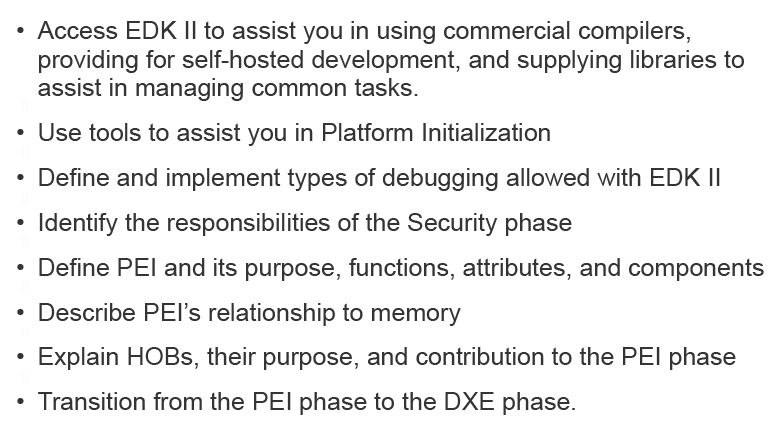 • Access EDK II to assist you in using commercial compilers,
providing for self-hosted development, and supplying libraries to
assist in managing common tasks.
• Use tools to assist you in Platform Initialization
• Define and implement types of debugging allowed with EDK II
• Identify the responsibilities of the Security phase
• Define PEI and its purpose, functions, attributes, and components
• Describe PEI’s relationship to memory
• Explain HOBs, their purpose, and contribution to the PEI phase
• Transition from the PEI phase to the DXE phase.